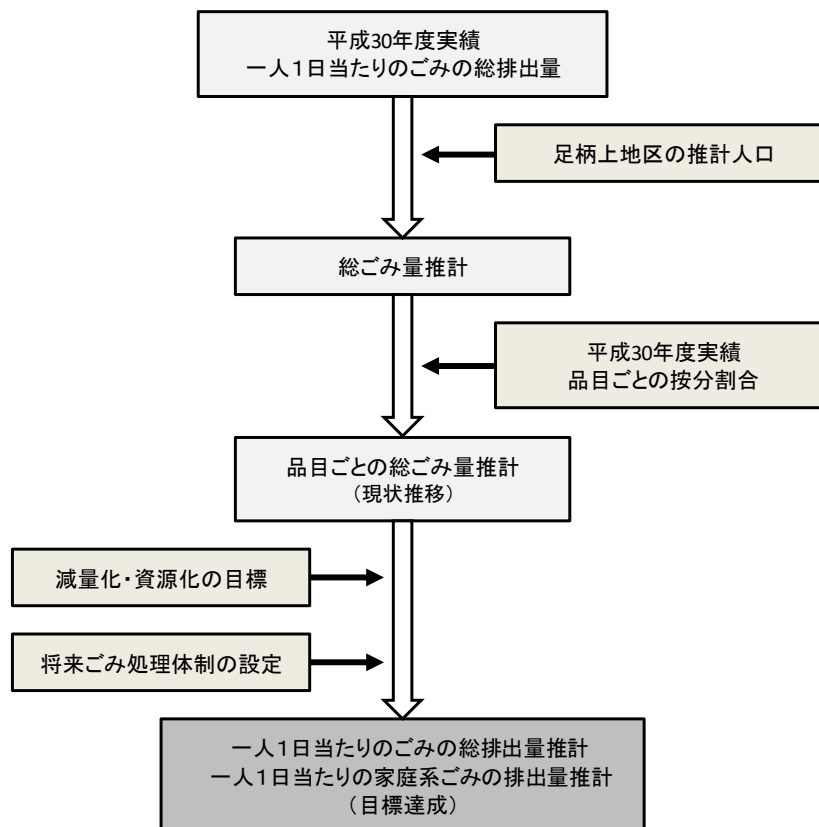 平成30年度実績
一人1日当たりのごみの総排出量
足柄上地区の推計人口
総ごみ量推計
平成30年度実績
品目ごとの按分割合
品目ごとの総ごみ量推計
（現状推移）
減量化・資源化の目標
将来ごみ処理体制の設定
一人1日当たりのごみの総排出量推計
一人1日当たりの家庭系ごみの排出量推計
（目標達成）